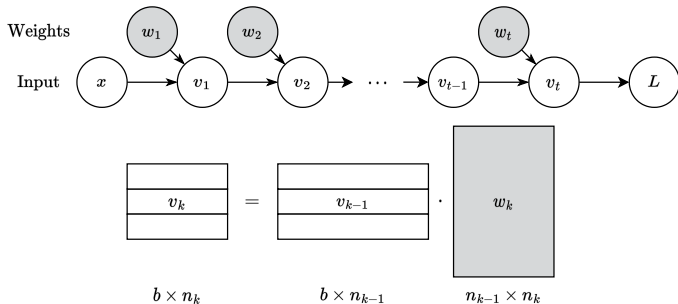 Weights w₁ w₂ wₜ
Input x v₁ v₂ ⋯ vₜ₋₁ vₜ L
vₖ = vₖ₋₁ · wₖ
b × nₖ b × nₖ₋₁ nₖ₋₁ × nₖ